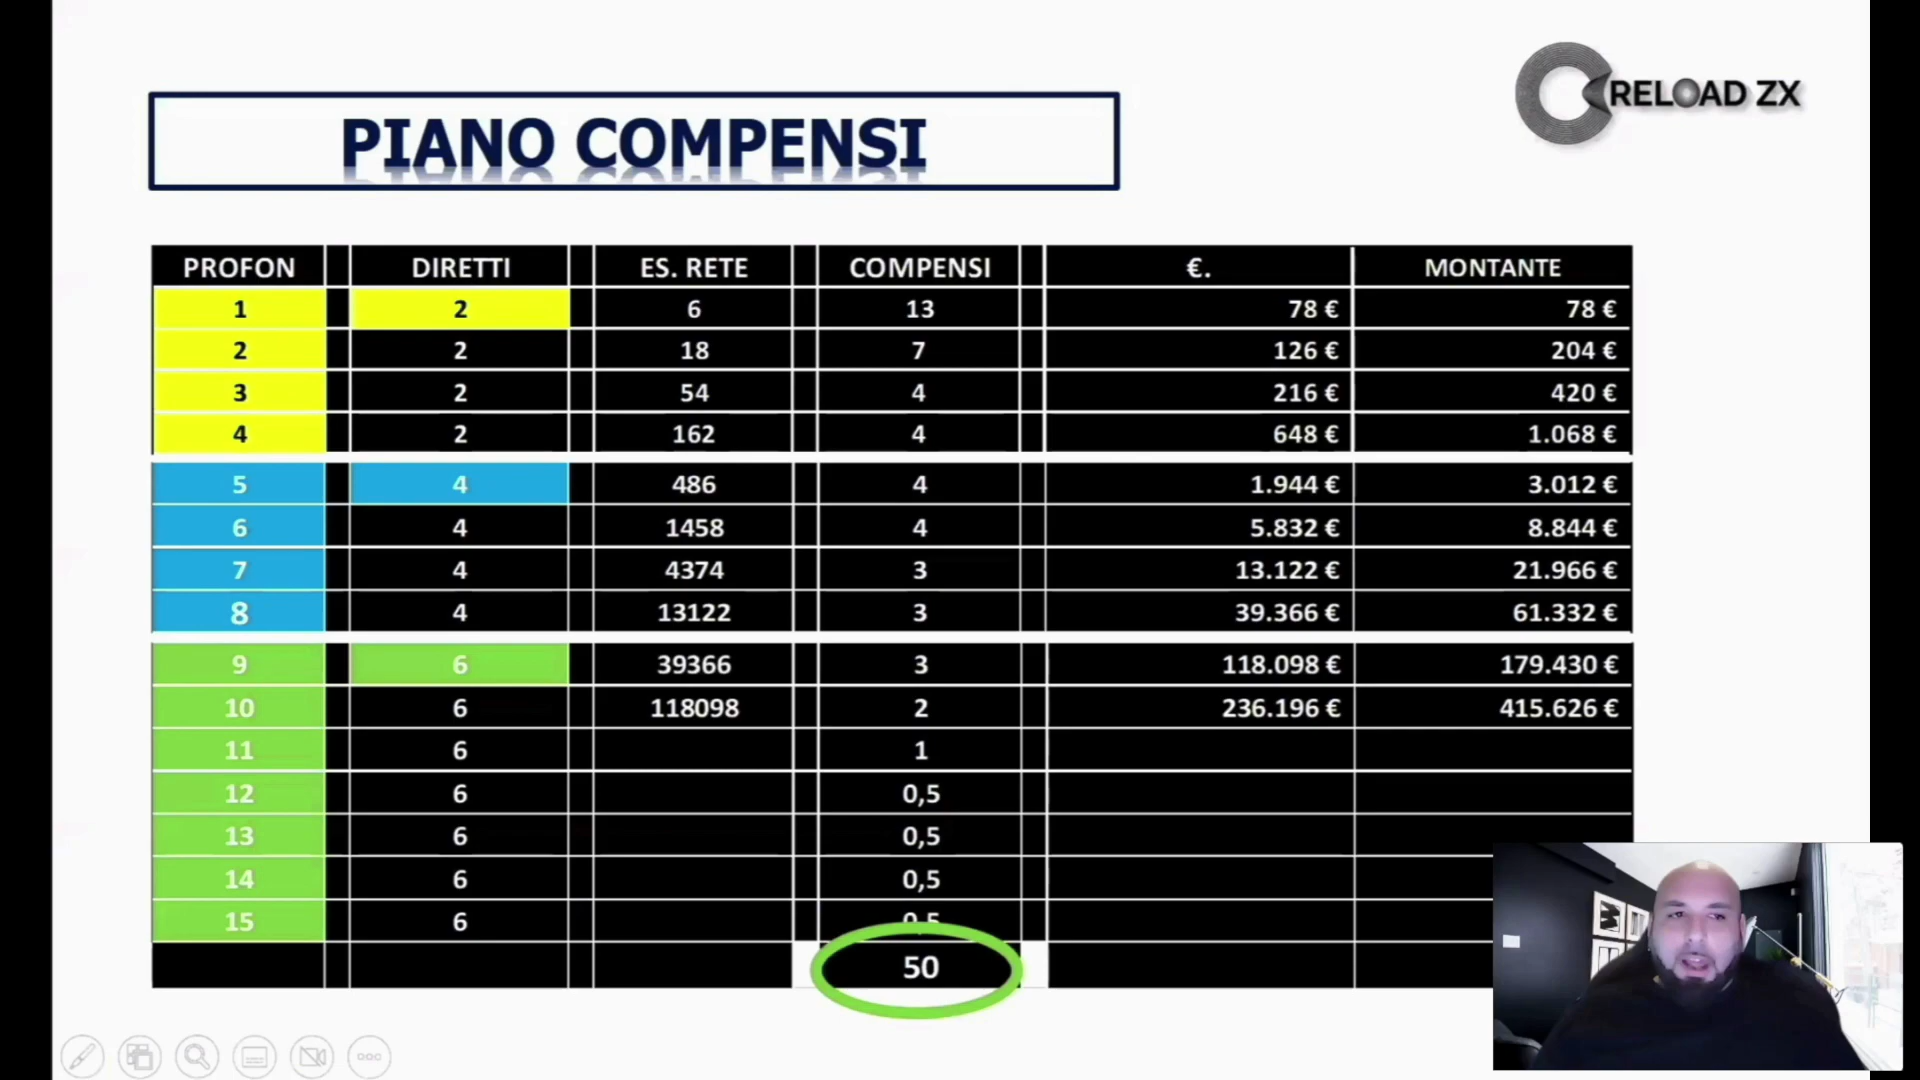 RELOAD ZX
PIANO COMPENSI
PROFON DIRETTI ES. RETE COMPENSI €. MONTANTE
1 2 6 13 78 € 78 €
2 2 18 7 126 € 204 €
3 2 54 4 216 € 420 €
4 2 162 4 648 € 1.068 €
5 4 486 4 1.944 € 3.012 €
6 4 1458 4 5.832 € 8.844 €
7 4 4374 3 13.122 € 21.966 €
8 4 13122 3 39.366 € 61.332 €
9 6 39366 3 118.098 € 179.430 €
10 6 118098 2 236.196 € 415.626 €
11 6 1
12 6 0,5
13 6 0,5
14 6 0,5
15 6 0,5
50